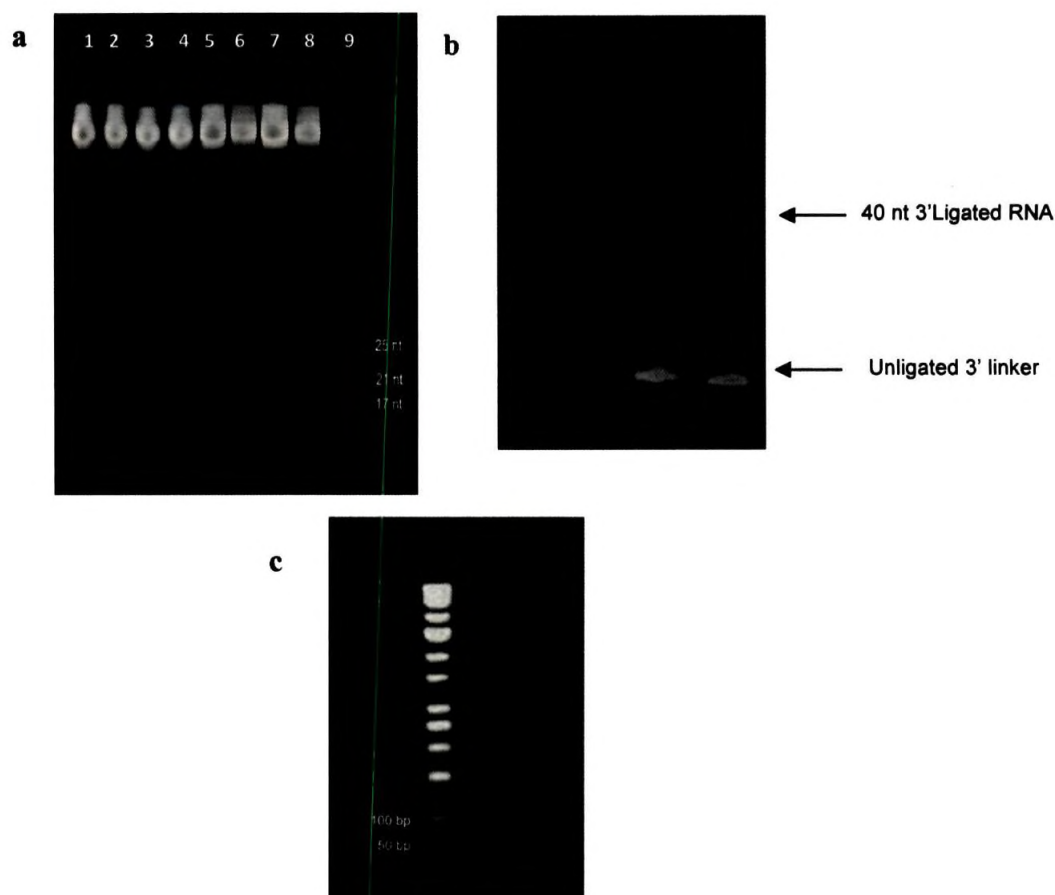 a
1 2 3 4 5 6 7 8 9
25 nt
21 nt
17 nt
b
40 nt 3'Ligated RNA
Unligated 3' linker
c
100 bp
50 bp